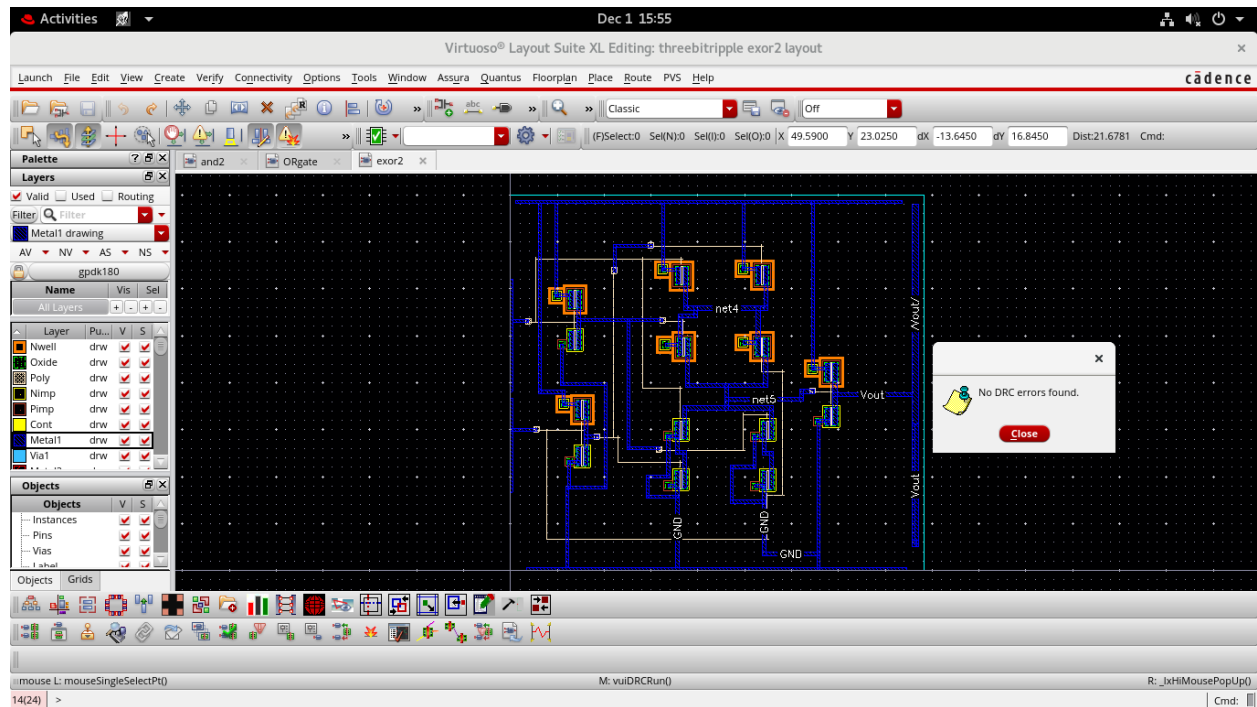 Activities
Dec 1 15:55
Virtuoso® Layout Suite XL Editing: threebitripple exor2 layout
Launch File Edit View Create Verify Connectivity Options Tools Window Assura Quantus Floorplan Place Route PVS Help
cādence
abc
»
»
»
Classic
Off
»
(F)Select:0 Sel(N):0 Sel(I):0 Sel(O):0 X 49.5900 Y 23.0250 dX -13.6450 dY 16.8450 Dist:21.6781 Cmd:
Palette
and2
ORgate
exor2
Layers
Valid Used Routing
Filter Filter
Metal1 drawing
AV NV AS NS
gpdk180
Name Vis Sel
All Layers + - + -
Layer Pu... V S
Nwell drw
Oxide drw
Poly drw
Nimp drw
Pimp drw
Cont drw
Metal1 drw
Via1 drw
net4
/Vout/
net5
Vout
Vout
GND
GND
GND
No DRC errors found.
Close
Objects
Objects V S
Instances
Pins
Vias
Label
Objects Grids
mouse L: mouseSingleSelectPt()
M: vuiDRCRun()
R: _lxHiMousePopUp()
14(24) >
Cmd: